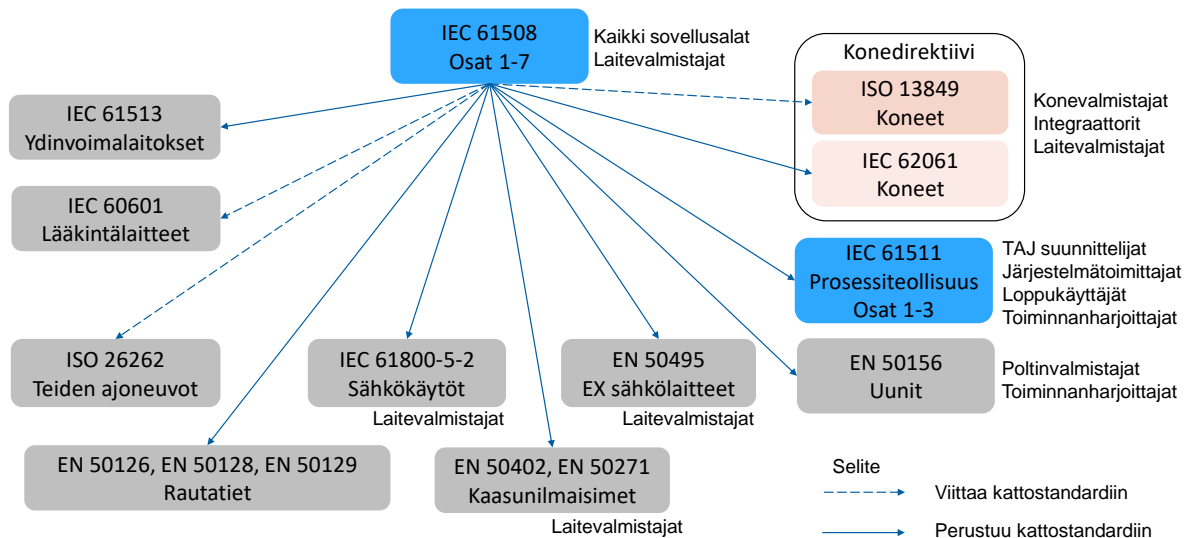 IEC 61508
Osat 1-7
Kaikki sovellusalat
Laitevalmistajat
Konedirektiivi
ISO 13849
Koneet
IEC 62061
Koneet
Konevalmistajat
Integraattorit
Laitevalmistajat
IEC 61513
Ydinvoimalaitokset
IEC 60601
Lääkintälaitteet
IEC 61511
Prosessiteollisuus
Osat 1-3
TAJ suunnittelijat
Järjestelmätoimittajat
Loppukäyttäjät
Toiminnanharjoittajat
ISO 26262
Teiden ajoneuvot
IEC 61800-5-2
Sähkökäytöt
Laitevalmistajat
EN 50495
EX sähkölaitteet
Laitevalmistajat
EN 50156
Uunit
Poltinvalmistajat
Toiminnanharjoittajat
EN 50126, EN 50128, EN 50129
Rautatiet
EN 50402, EN 50271
Kaasunilmaisimet
Laitevalmistajat
Selite
Viittaa kattostandardiin
Perustuu kattostandardiin